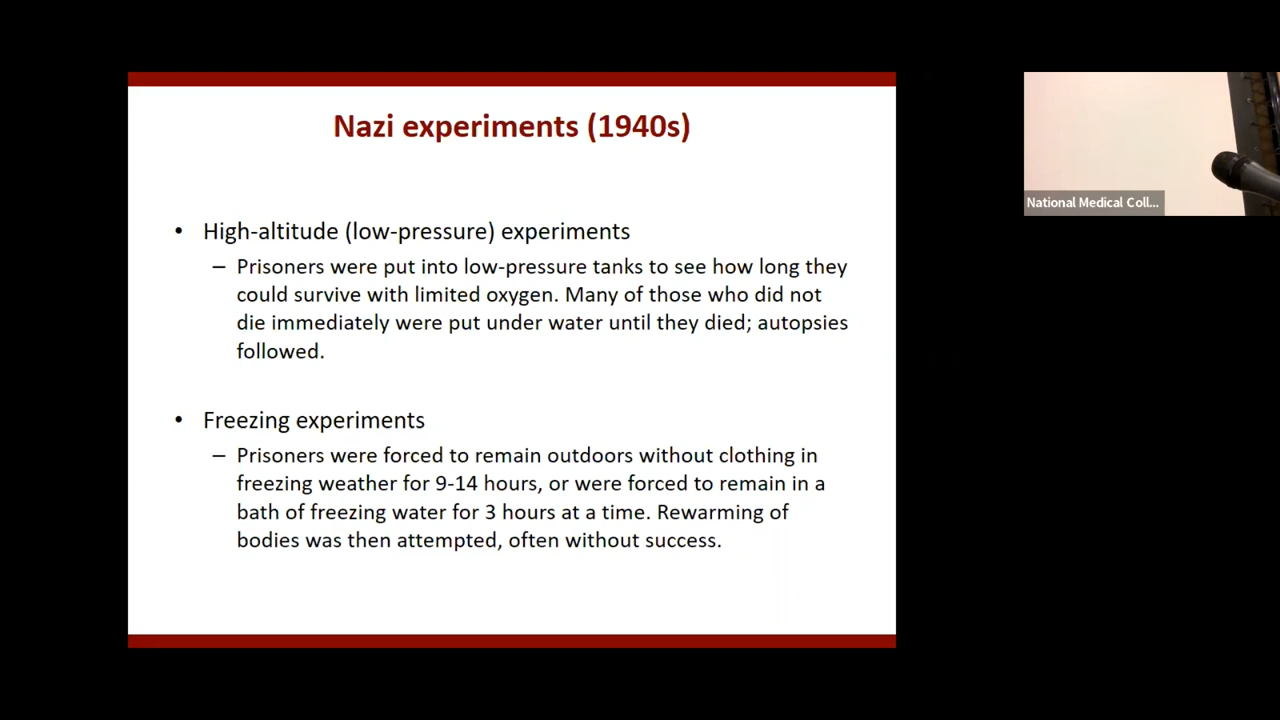 Nazi experiments (1940s)
• High-altitude (low-pressure) experiments
– Prisoners were put into low-pressure tanks to see how long they
could survive with limited oxygen. Many of those who did not
die immediately were put under water until they died; autopsies
followed.
• Freezing experiments
– Prisoners were forced to remain outdoors without clothing in
freezing weather for 9-14 hours, or were forced to remain in a
bath of freezing water for 3 hours at a time. Rewarming of
bodies was then attempted, often without success.
National Medical Coll...